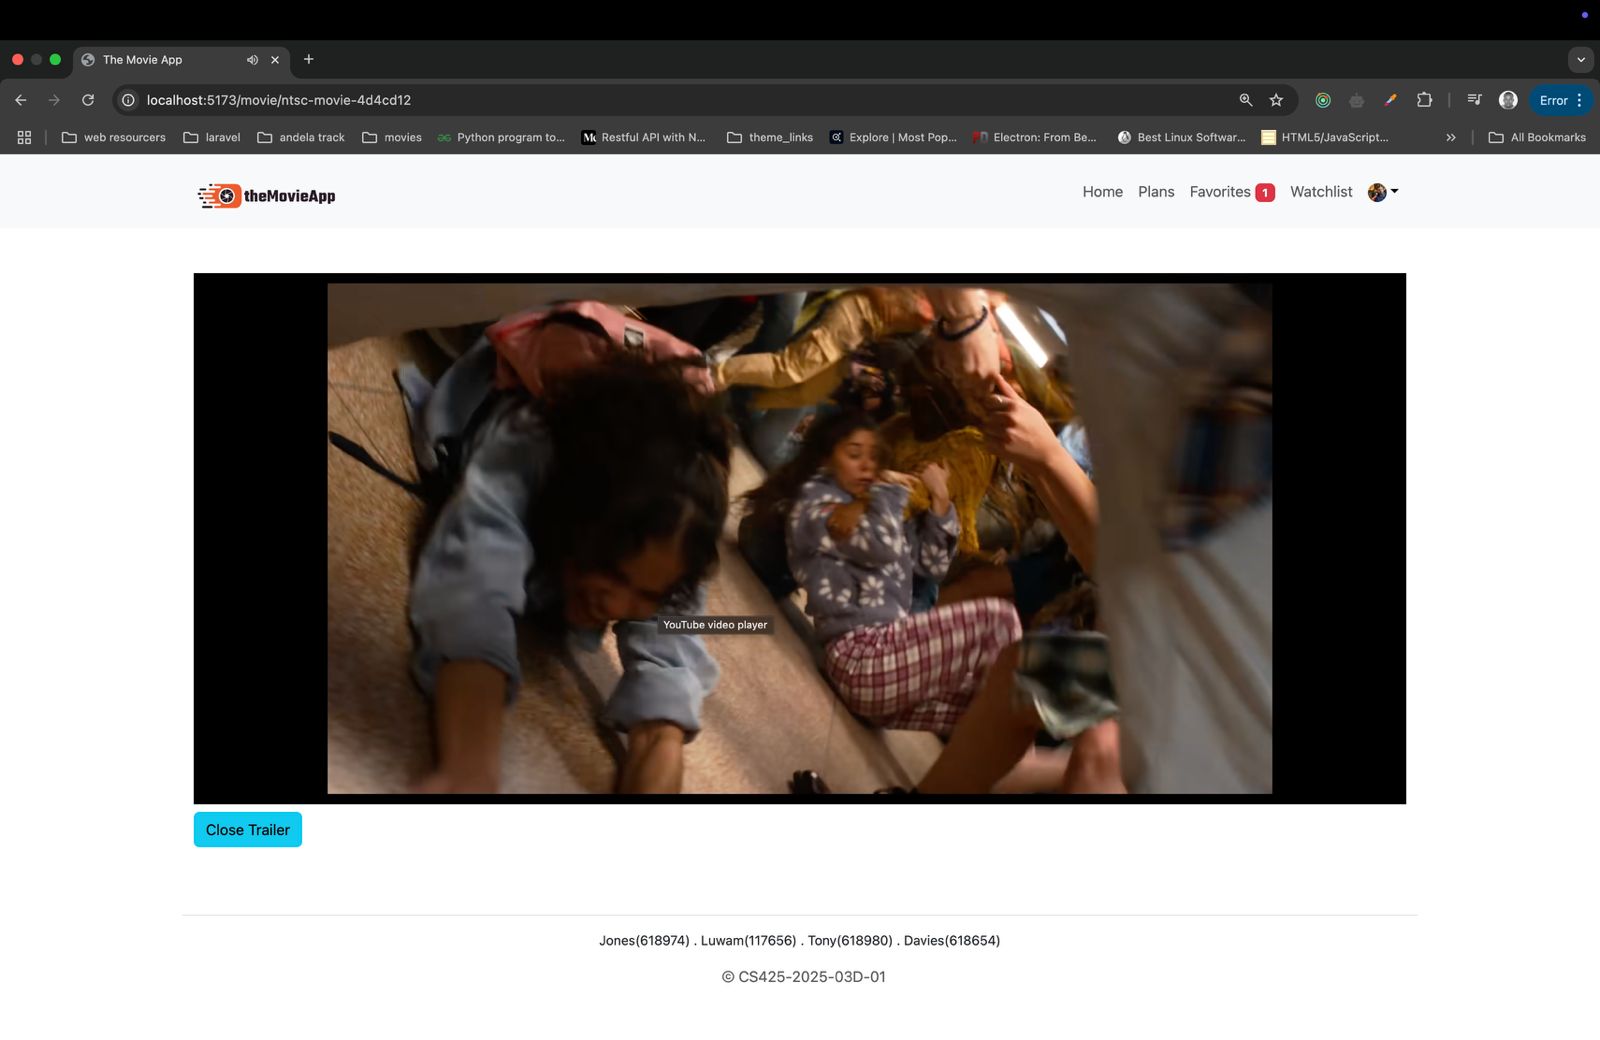 The Movie App
localhost:5173/movie/ntsc-movie-4d4cd12
Error
web resourcers
laravel
andela track
movies
Python program to...
Restful API with N...
theme_links
Explore | Most Pop...
Electron: From Be...
Best Linux Softwar...
HTML5/JavaScript...
All Bookmarks
theMovieApp
Home
Plans
Favorites 1
Watchlist
YouTube video player
Close Trailer
Jones(618974) . Luwam(117656) . Tony(618980) . Davies(618654)
© CS425-2025-03D-01